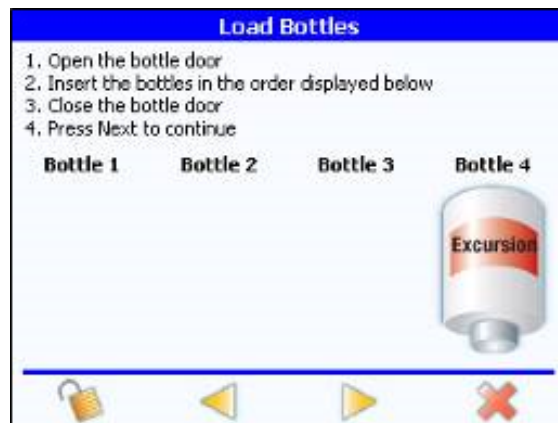 Load Bottles
1. Open the bottle door
2. Insert the bottles in the order displayed below
3. Close the bottle door
4. Press Next to continue
Bottle 1 Bottle 2 Bottle 3 Bottle 4
Excursion